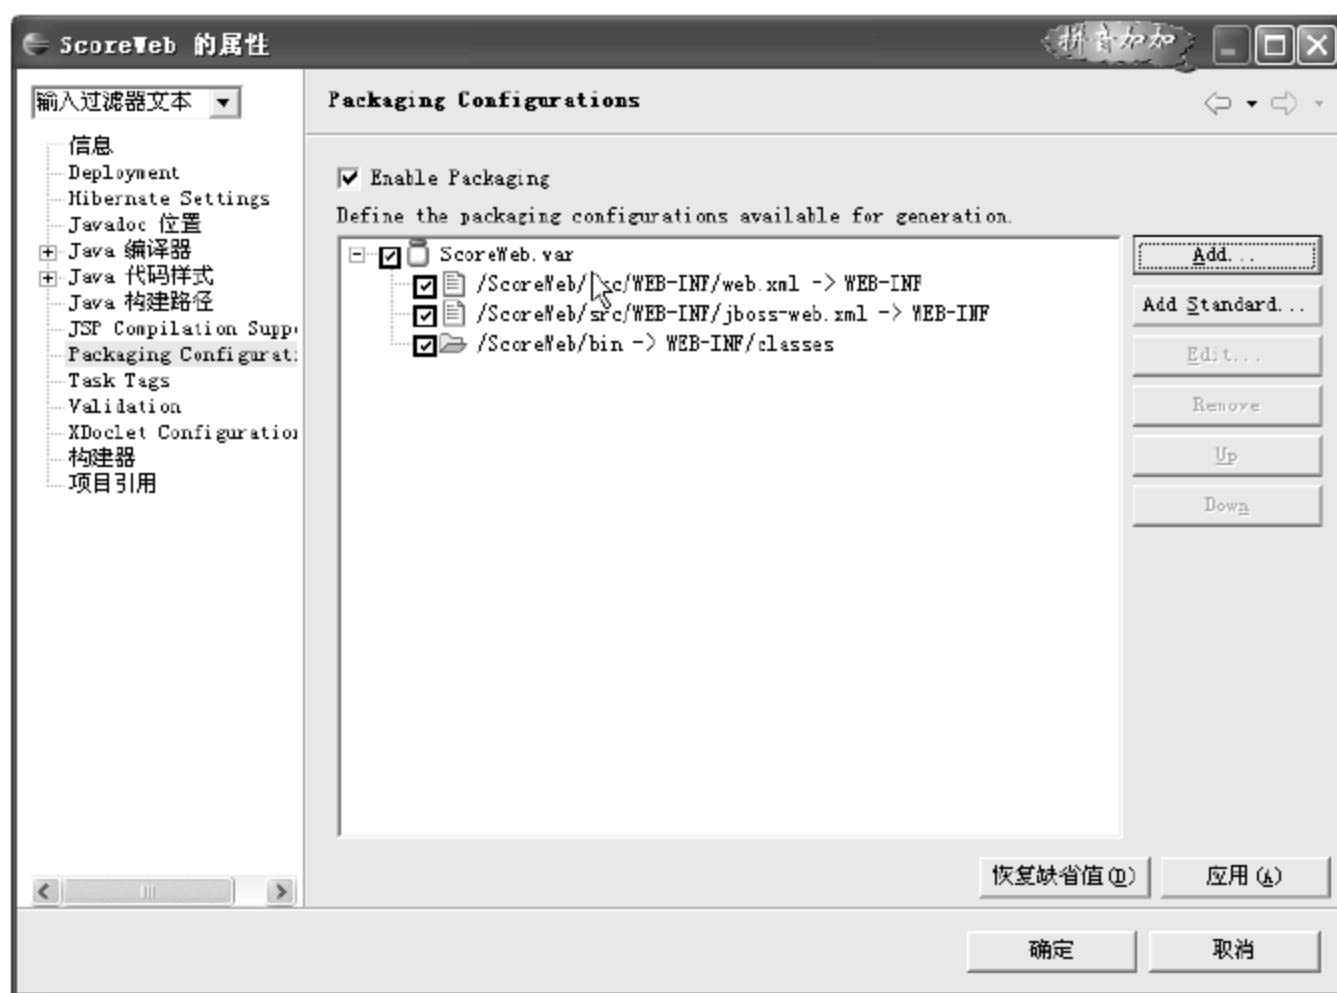 ScoreWeb 的属性
拼音加加
输入过滤器文本
信息
Deployment
Hibernate Settings
Javadoc 位置
Java 编译器
Java 代码样式
Java 构建路径
JSP Compilation Supp
Packaging Configurat
Task Tags
Validation
XDoclet Configuration
构建器
项目引用
Packaging Configurations
Enable Packaging
Define the packaging configurations available for generation.
ScoreWeb.war
/ScoreWeb/src/WEB-INF/web.xml -> WEB-INF
/ScoreWeb/src/WEB-INF/jboss-web.xml -> WEB-INF
/ScoreWeb/bin -> WEB-INF/classes
Add...
Add Standard...
Edit...
Remove
Up
Down
恢复缺省值(D)
应用(A)
确定
取消